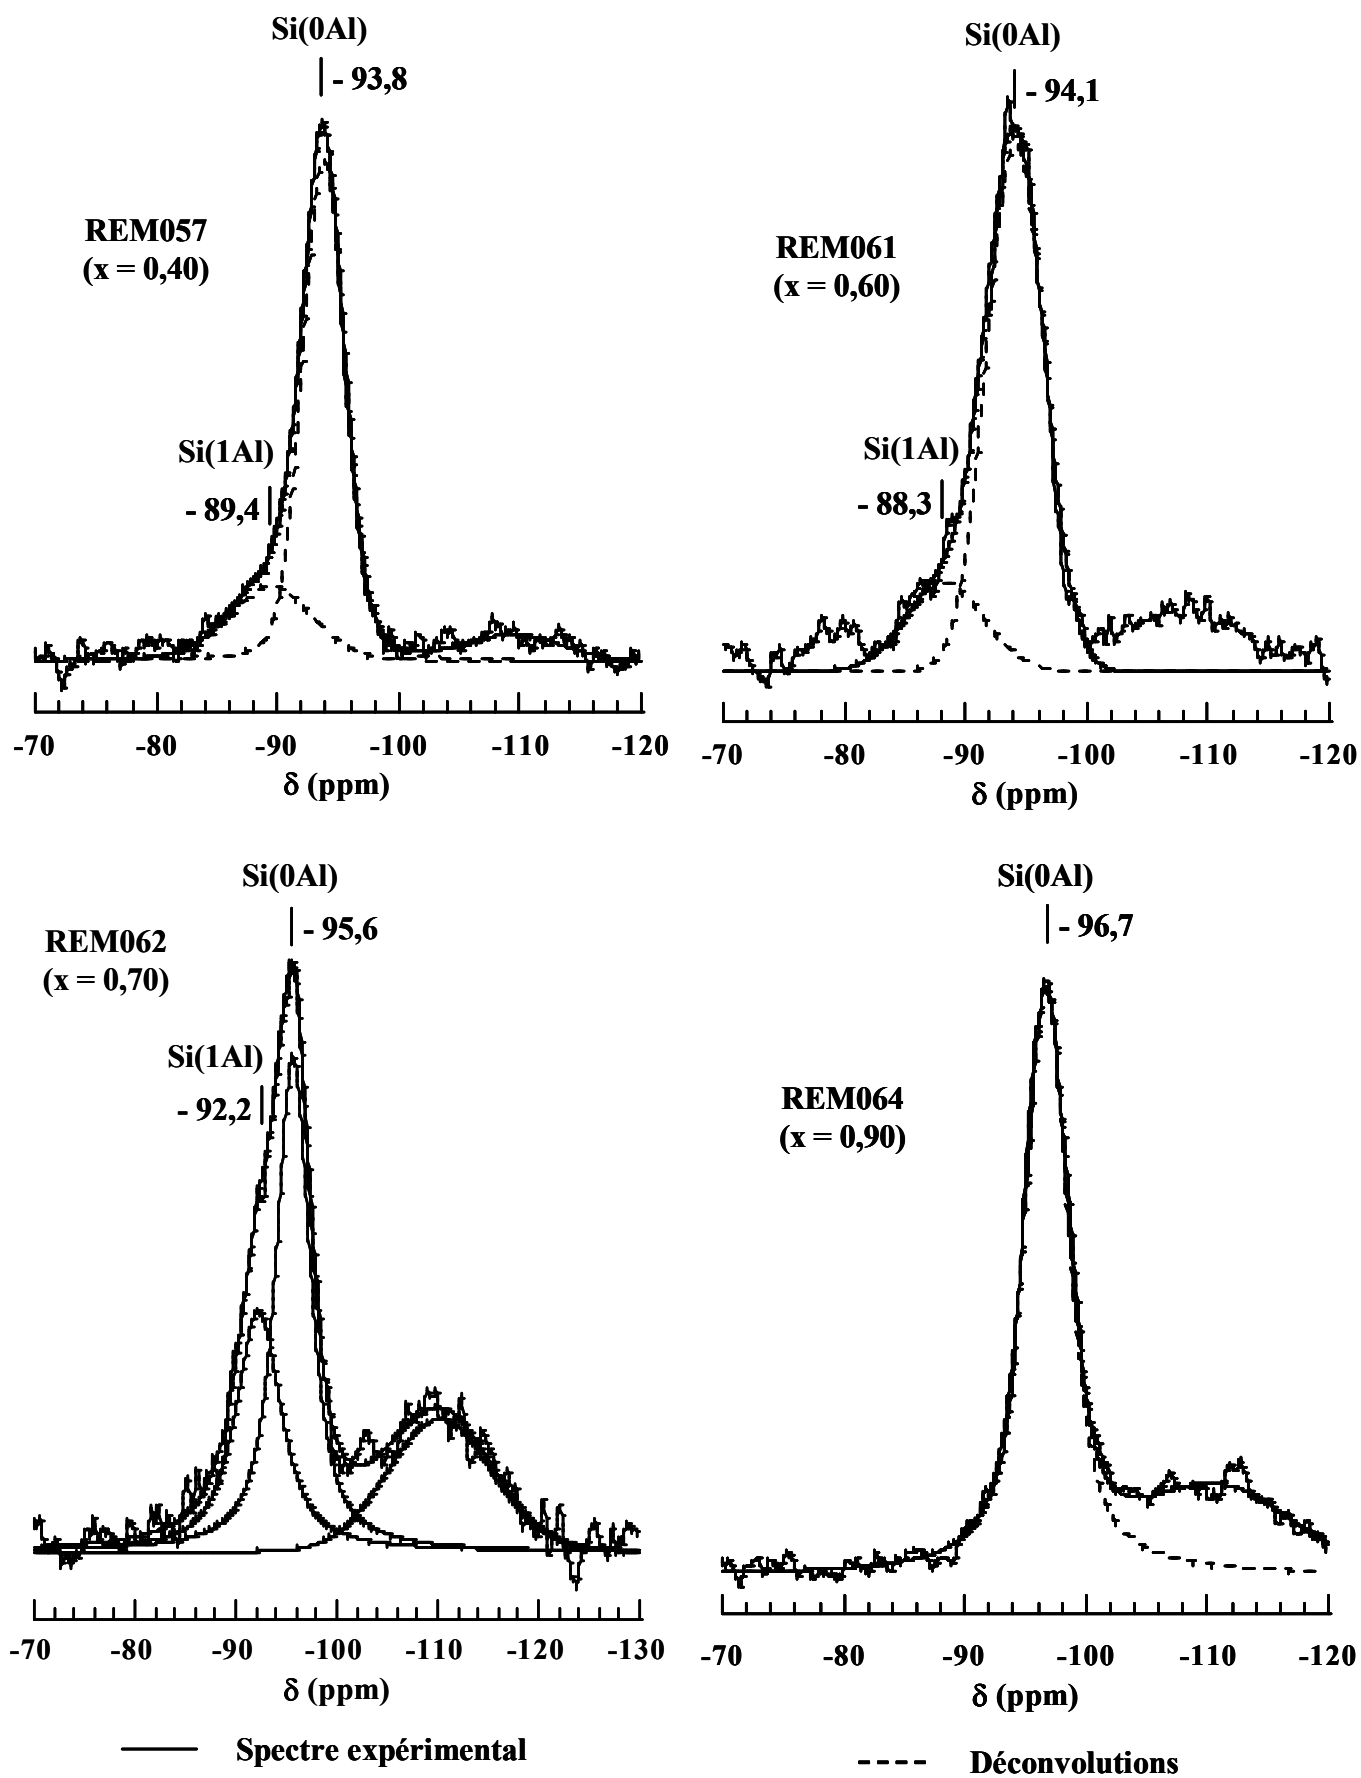 Si(0Al)
- 93,8
REM057
(x = 0,40)
Si(1Al)
- 89,4
-70 -80 -90 -100 -110 -120
δ (ppm)
Si(0Al)
- 94,1
REM061
(x = 0,60)
Si(1Al)
- 88,3
-70 -80 -90 -100 -110 -120
δ (ppm)
Si(0Al)
- 95,6
REM062
(x = 0,70)
Si(1Al)
- 92,2
-70 -80 -90 -100 -110 -120 -130
δ (ppm)
Si(0Al)
- 96,7
REM064
(x = 0,90)
-70 -80 -90 -100 -110 -120
δ (ppm)
Spectre expérimental
Déconvolutions